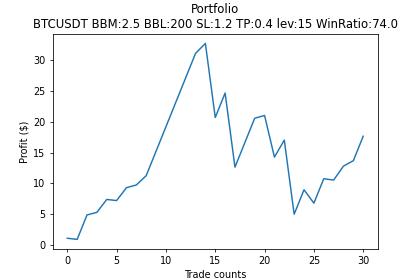 Portfolio
BTCUSDT BBM:2.5 BBL:200 SL:1.2 TP:0.4 lev:15 WinRatio:74.0
30
25
20
15
10
5
0
Profit ($)
0 5 10 15 20 25 30
Trade counts